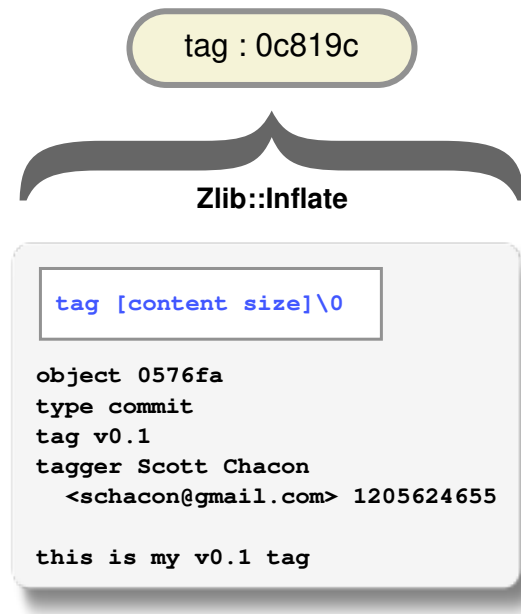 tag : 0c819c
Zlib::Inflate
tag [content size]\0
object 0576fa
type commit
tag v0.1
tagger Scott Chacon
<schacon@gmail.com> 1205624655
this is my v0.1 tag